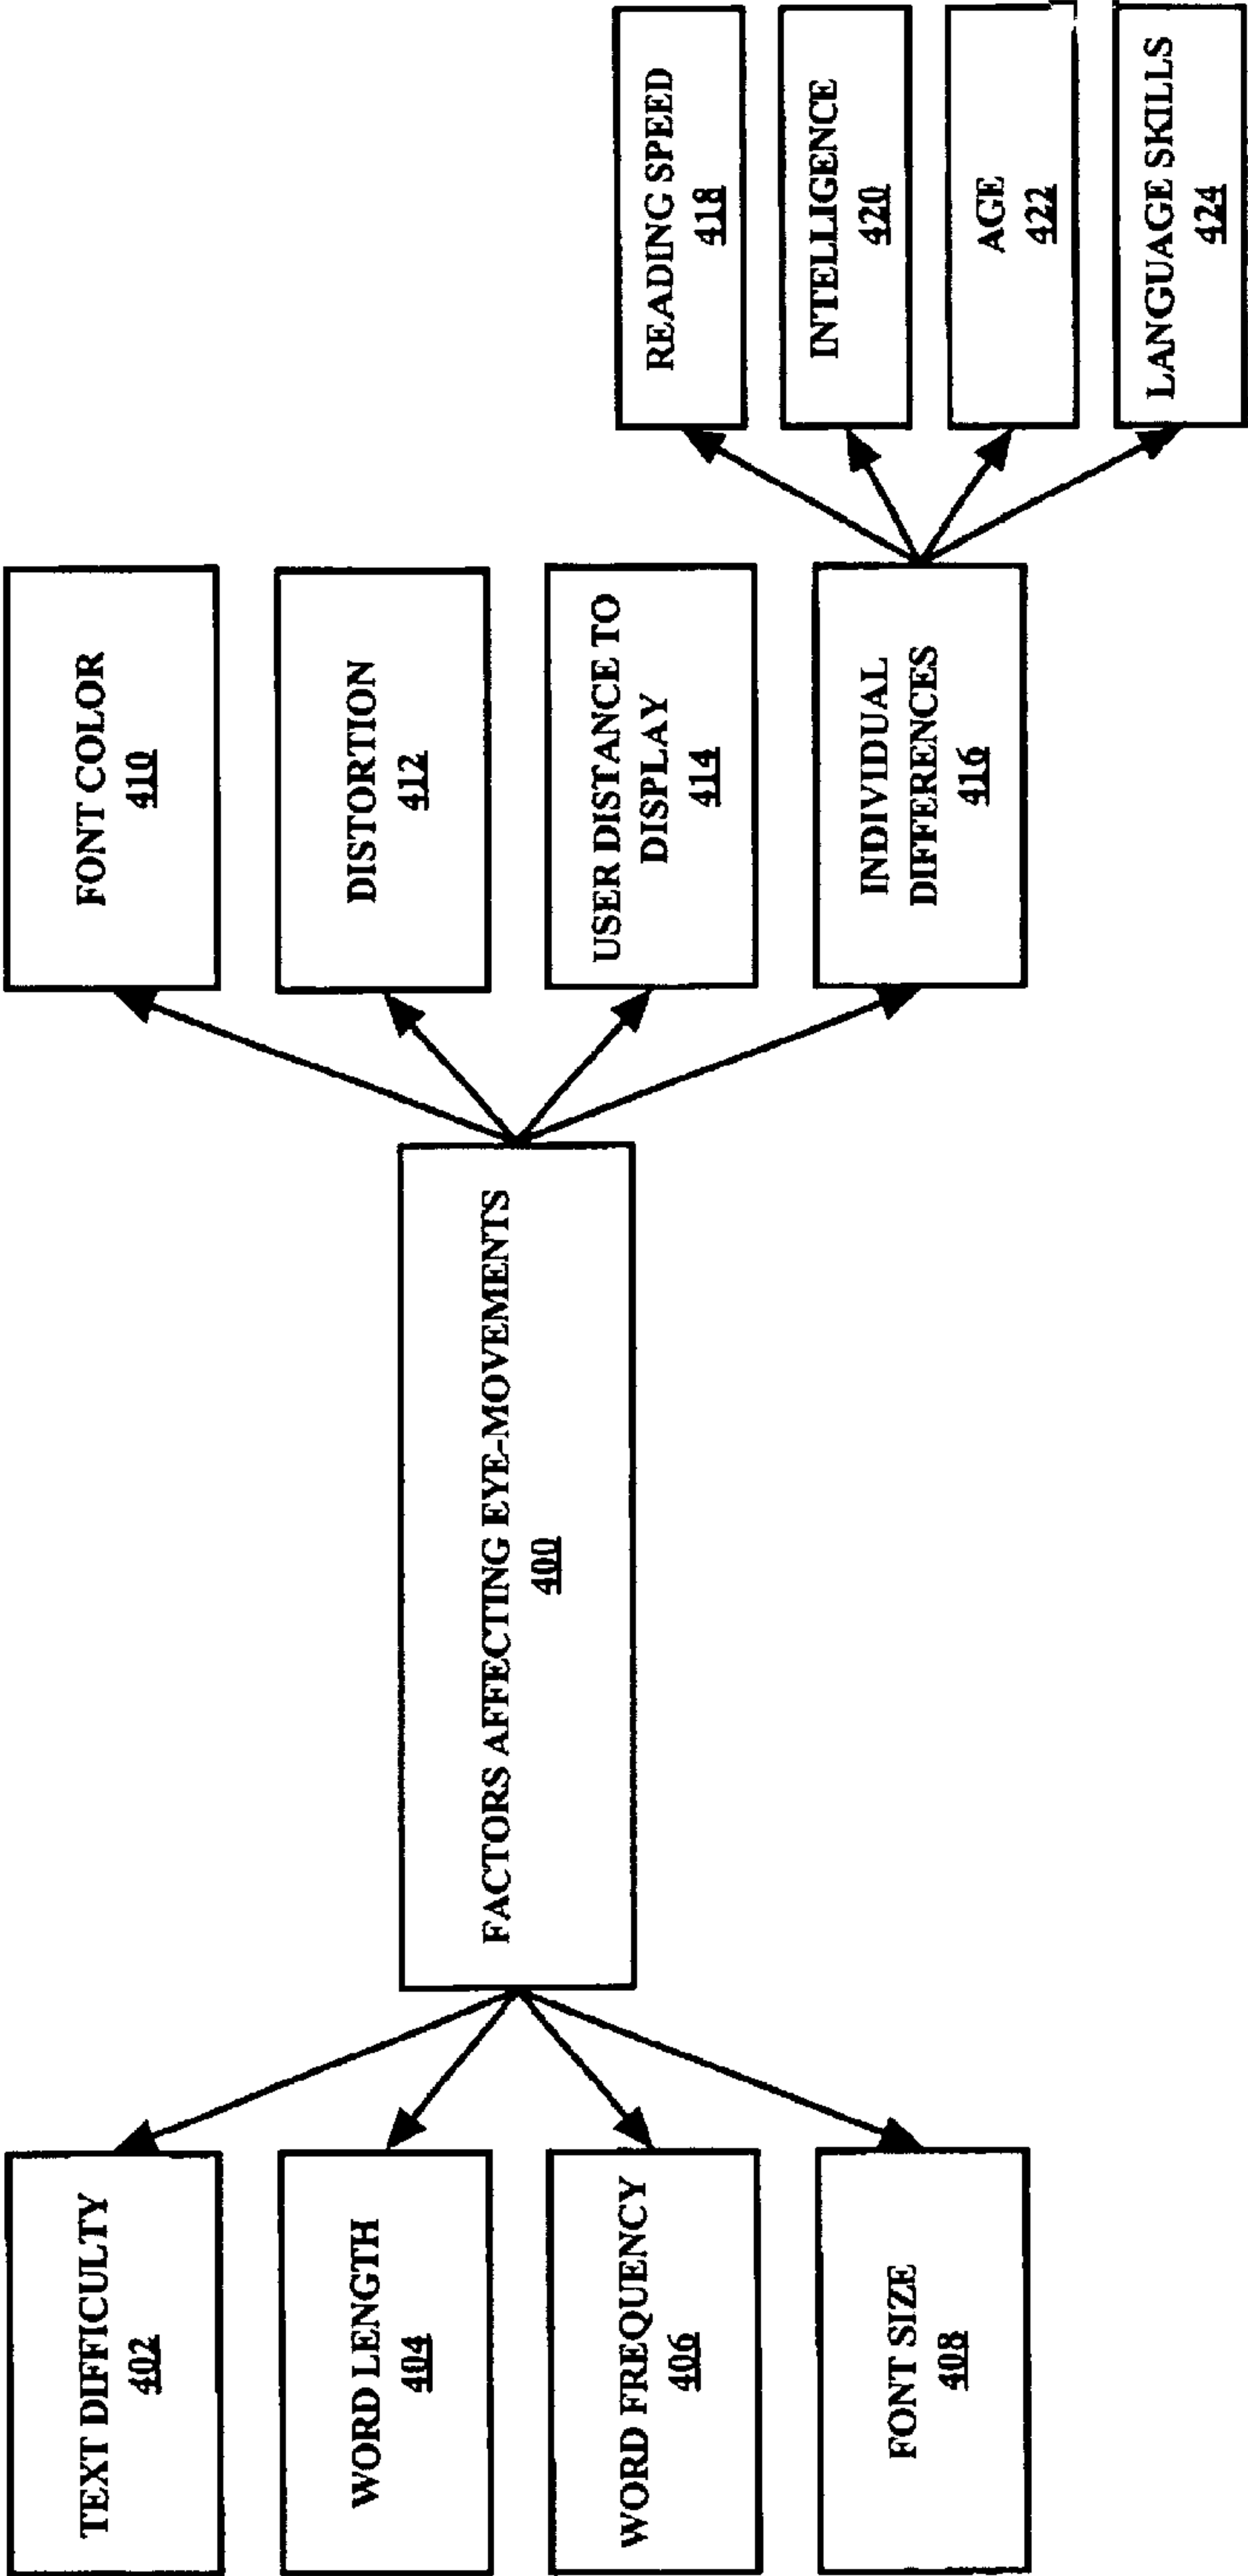 TEXT DIFFICULTY
402
WORD LENGTH
404
WORD FREQUENCY
406
FONT SIZE
408
FACTORS AFFECTING EYE-MOVEMENTS
400
FONT COLOR
410
DISTORTION
412
USER DISTANCE TO
DISPLAY
414
INDIVIDUAL
DIFFERENCES
416
READING SPEED
418
INTELLIGENCE
420
AGE
422
LANGUAGE SKILLS
424